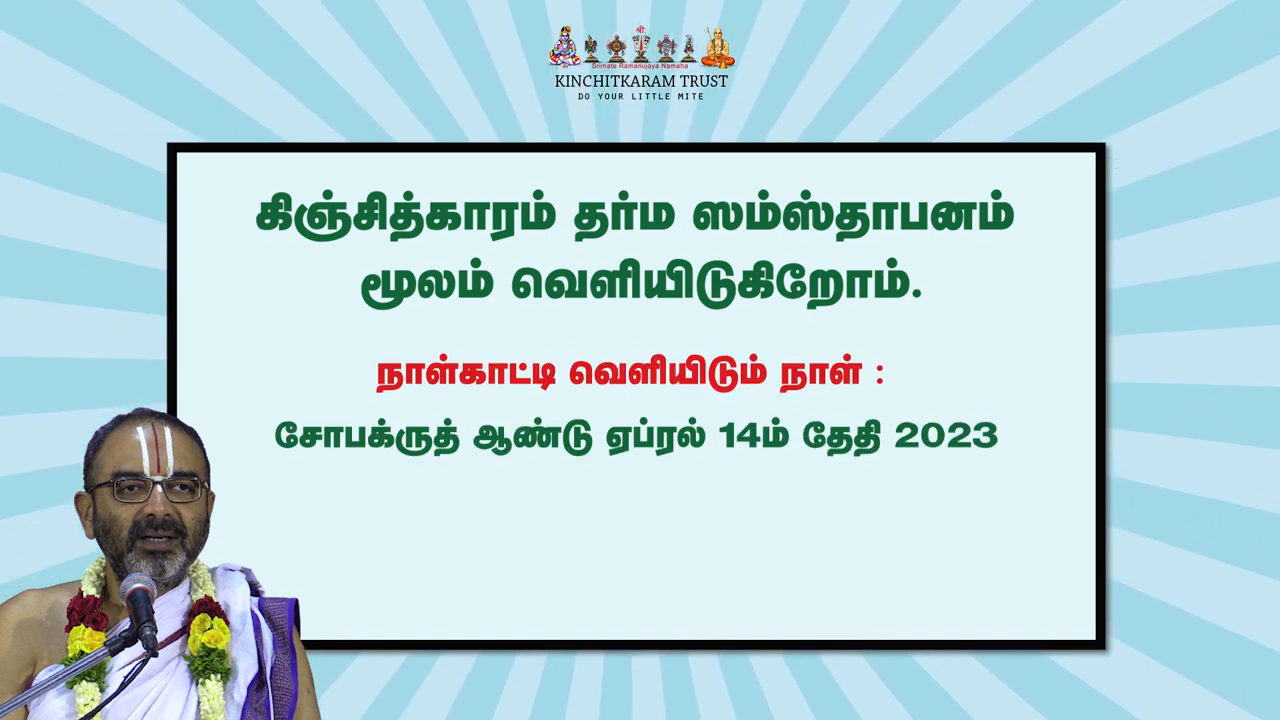 ஸ்ரீ:
Srimate Ramanujaya Namaha
KINCHITKARAM TRUST
DO YOUR LITTLE MITE
கிஞ்சித்காரம் தர்ம ஸம்ஸ்தாபனம்
மூலம் வெளியிடுகிறோம்.
நாள்காட்டி வெளியிடும் நாள் :
சோபக்ருத் ஆண்டு ஏப்ரல் 14ம் தேதி 2023